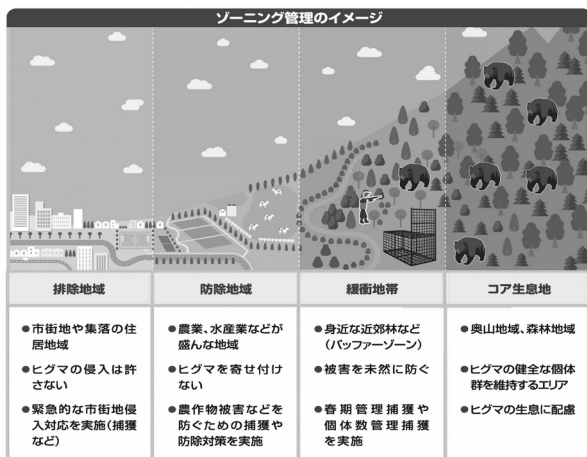 ゾーニング管理のイメージ
排除地域
防除地域
緩衝地帯
コア生息地
●市街地や集落の住
居地域
●ヒグマの侵入は許
さない
●緊急的な市街地侵
入対応を実施(捕獲
など)
●農業、水産業などが
盛んな地域
●ヒグマを寄せ付け
ない
●農作物被害などを
防ぐための捕獲や
防除対策を実施
●身近な近郊林など
(バッファーゾーン)
●被害を未然に防ぐ
●春期管理捕獲や
個体数管理捕獲
を実施
●奥山地域、森林地域
●ヒグマの健全な個体
群を維持するエリア
●ヒグマの生息に配慮